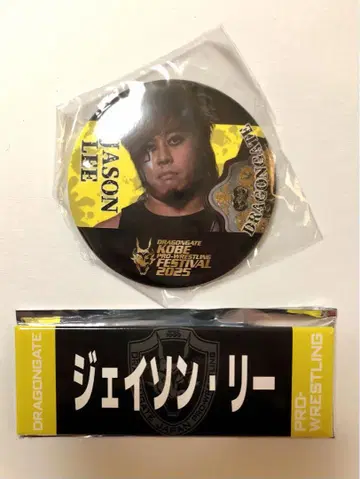 JASON
LEE
DRAGONGATE
DRAGONGATE
KOBE
PRO-WRESTLING
FESTIVAL
2025
DRAGONGATE
ジェイソン・リー
PRO-
WRESTLING